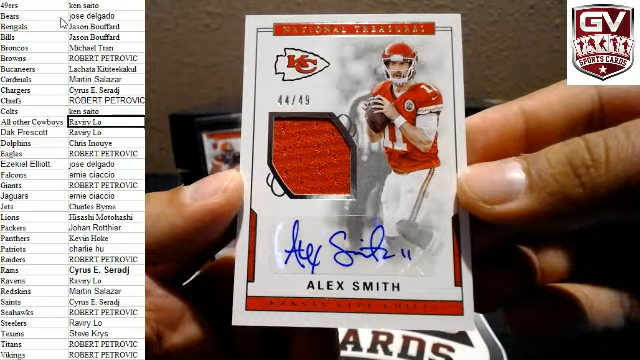 49ers ken saito
Bears jose delgado
Bengals Jason Bouffard
Bills Jason Bouffard
Broncos Michael Tran
Browns ROBERT PETROVIC
Bucaneers Lachata Kititeekakul
Cardinals Martin Salazar
Chargers Cyrus E. Seradj
Chiefs ROBERT PETROVIC
Colts ken saito
All other Cowboys Raviry Lo
Dak Prescott Raviry Lo
Dolphins Chris Inouye
Eagles ROBERT PETROVIC
Ezekiel Elliott jose delgado
Falcons ernie ciaccio
Giants ROBERT PETROVIC
Jaguars ernie ciaccio
Jets Charles Byrne
Lions Hisashi Motohashi
Packers Johan Rotthier
Panthers Kevin Hoke
Patriots charlie hu
Raiders ROBERT PETROVIC
Rams Cyrus E. Seradj
Ravens Raviry Lo
Redskins Martin Salazar
Saints Cyrus E. Seradj
Seahawks ROBERT PETROVIC
Steelers Raviry Lo
Texans Steve Krys
Titans ROBERT PETROVIC
Vikings ROBERT PETROVIC
NATIONAL TREASURES
KC
44/49
11
Alex Smith 11
ALEX SMITH
KANSAS CITY CHIEFS
ARDS
GV
SPORTS CARDS